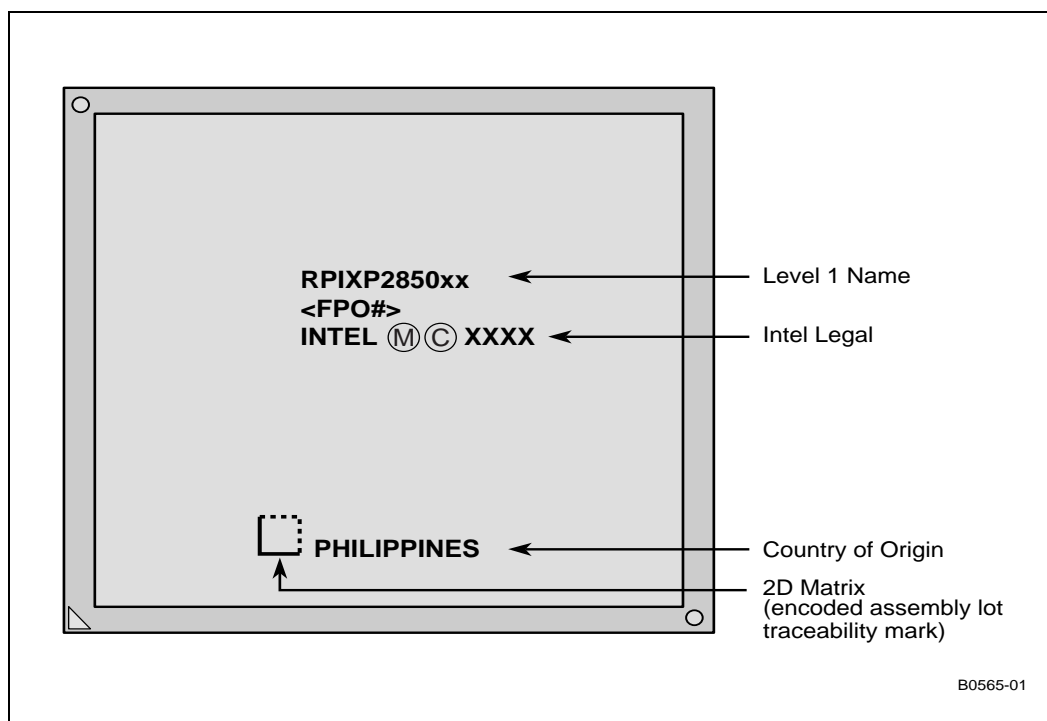 RPIXP2850xx
<FPO#>
INTEL Ⓜ Ⓒ XXXX
PHILIPPINES
Level 1 Name
Intel Legal
Country of Origin
2D Matrix
(encoded assembly lot
traceability mark)
B0565-01